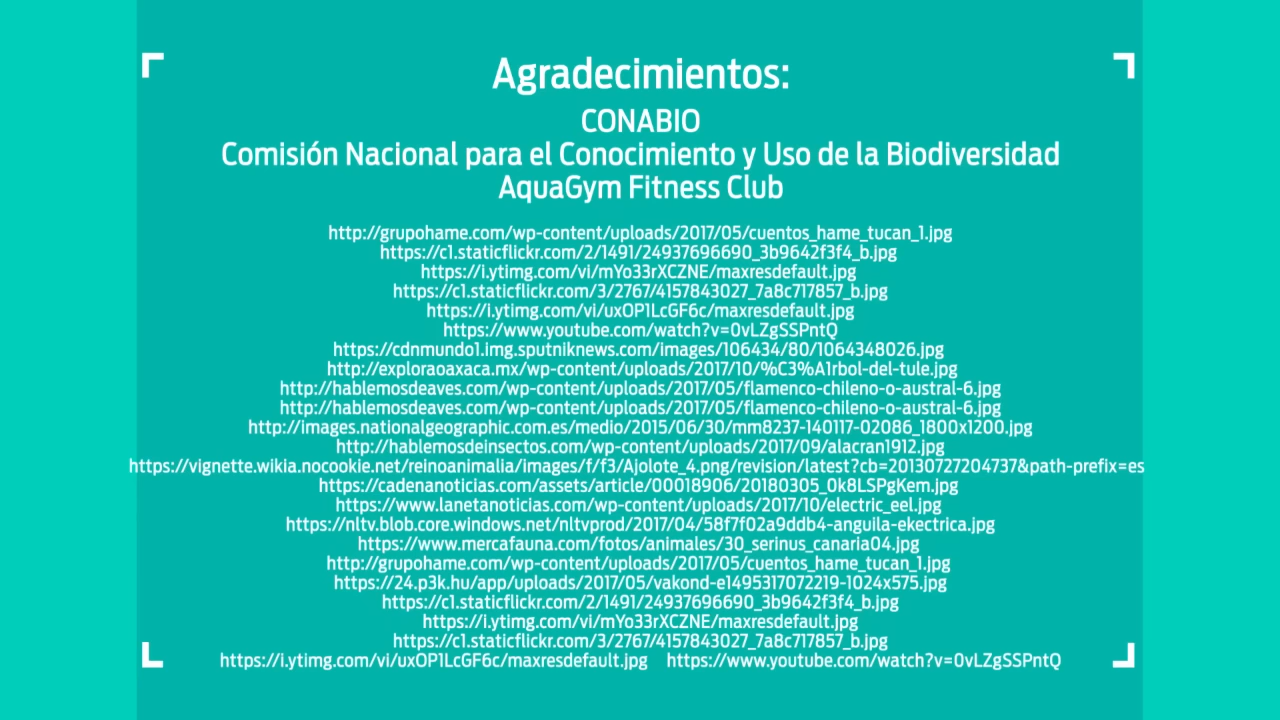 Agradecimientos:
CONABIO
Comisión Nacional para el Conocimiento y Uso de la Biodiversidad
AquaGym Fitness Club
http://grupohame.com/wp-content/uploads/2017/05/cuentos_hame_tucan_1.jpg
https://c1.staticflickr.com/2/1491/24937696690_3b9642f3f4_b.jpg
https://i.ytimg.com/vi/mYo33rXCZNE/maxresdefault.jpg
https://c1.staticflickr.com/3/2767/4157843027_7a8c717857_b.jpg
https://i.ytimg.com/vi/uxOP1LcGF6c/maxresdefault.jpg
https://www.youtube.com/watch?v=0vLZgSSPntQ
https://cdnmundo1.img.sputniknews.com/images/106434/80/1064348026.jpg
http://exploraoaxaca.mx/wp-content/uploads/2017/10/%C3%A1rbol-del-tule.jpg
http://hablemosdeaves.com/wp-content/uploads/2017/05/flamenco-chileno-o-austral-6.jpg
http://hablemosdeaves.com/wp-content/uploads/2017/05/flamenco-chileno-o-austral-6.jpg
http://images.nationalgeographic.com.es/medio/2015/06/30/mm8237-140117-02086_1800x1200.jpg
http://hablemosdeinsectos.com/wp-content/uploads/2017/09/alacran1912.jpg
https://vignette.wikia.nocookie.net/reinoanimalia/images/f/f3/Ajolote_4.png/revision/latest?cb=20130727204737&path-prefix=es
https://cadenanoticias.com/assets/article/00018906/20180305_0k8LSPgKem.jpg
https://www.lanetanoticias.com/wp-content/uploads/2017/10/electric_eel.jpg
https://nltv.blob.core.windows.net/nltvprod/2017/04/58f7f02a9ddb4-anguila-ekectrica.jpg
https://www.mercafauna.com/fotos/animales/30_serinus_canaria04.jpg
http://grupohame.com/wp-content/uploads/2017/05/cuentos_hame_tucan_1.jpg
https://24.p3k.hu/app/uploads/2017/05/vakond-e1495317072219-1024x575.jpg
https://c1.staticflickr.com/2/1491/24937696690_3b9642f3f4_b.jpg
https://i.ytimg.com/vi/mYo33rXCZNE/maxresdefault.jpg
https://c1.staticflickr.com/3/2767/4157843027_7a8c717857_b.jpg
https://i.ytimg.com/vi/uxOP1LcGF6c/maxresdefault.jpg https://www.youtube.com/watch?v=0vLZgSSPntQ